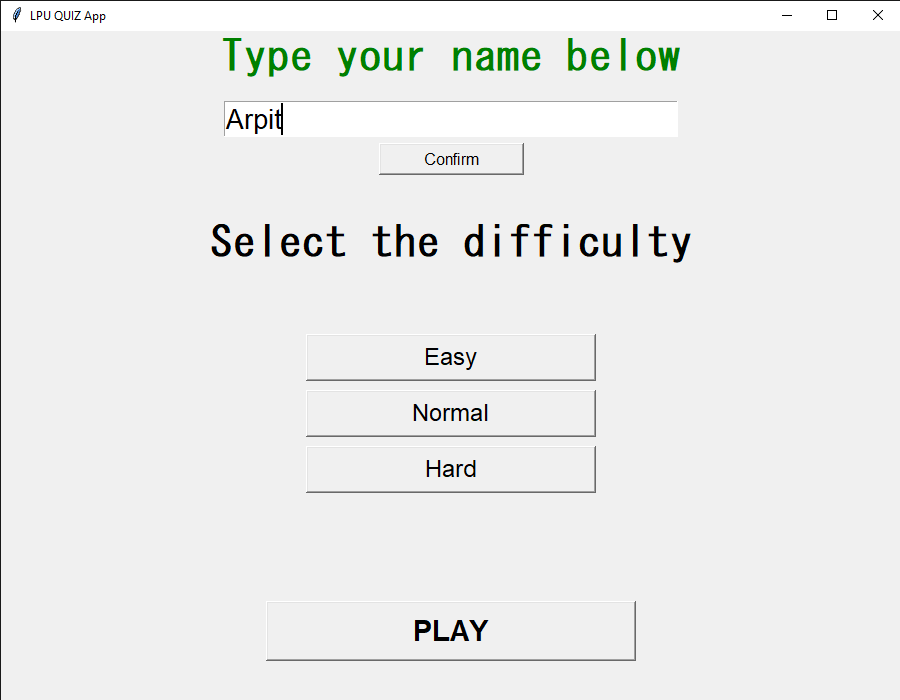 LPU QUIZ App
Type your name below
Arpit
Confirm
Select the difficulty
Easy
Normal
Hard
PLAY